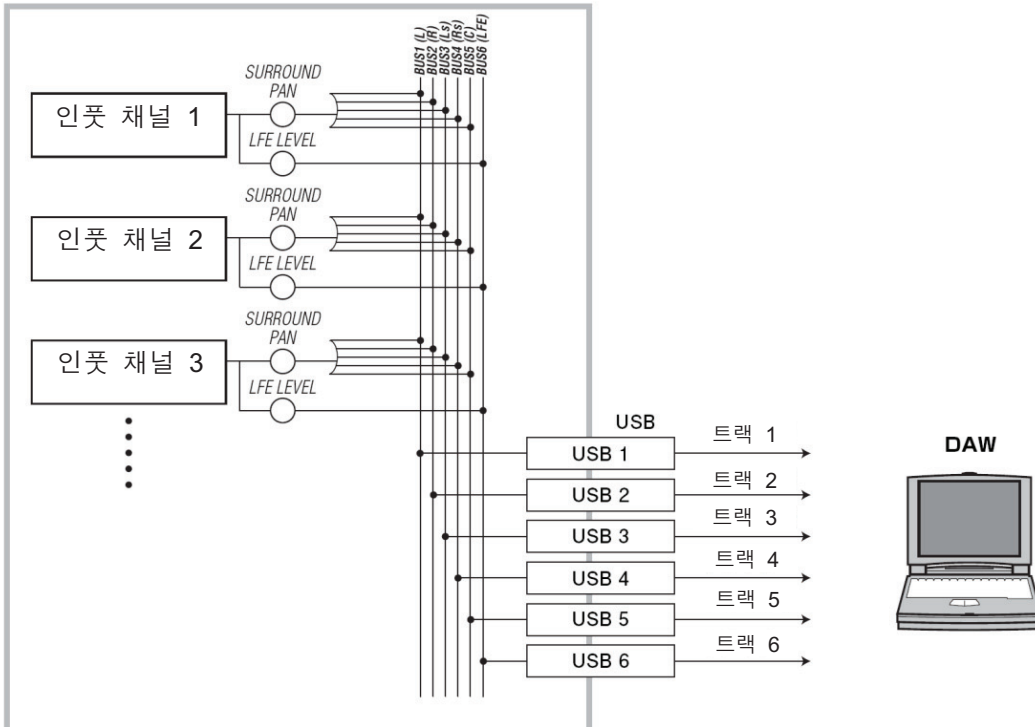 BUS1 (L)
BUS2 (R)
BUS3 (Ls)
BUS4 (Rs)
BUS5 (C)
BUS6 (LFE)
SURROUND
PAN
인풋 채널 1
LFE LEVEL
SURROUND
PAN
인풋 채널 2
LFE LEVEL
SURROUND
PAN
인풋 채널 3
LFE LEVEL
USB
USB 1
트랙 1
USB 2
트랙 2
USB 3
트랙 3
USB 4
트랙 4
USB 5
트랙 5
USB 6
트랙 6
DAW